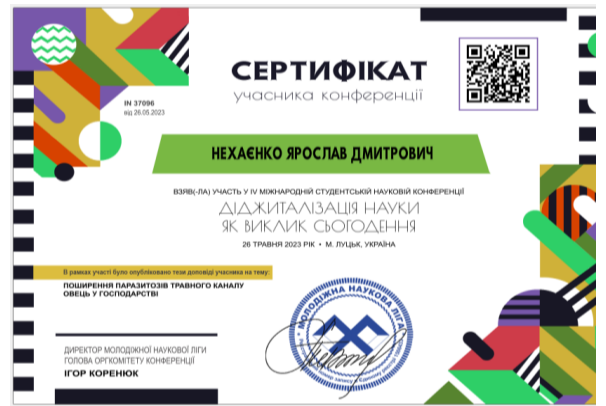 СЕРТИФІКАТ
учасника конференції
IN 37096
від 26.05.2023
НЕХАЄНКО ЯРОСЛАВ ДМИТРОВИЧ
ВЗЯВ(-ЛА) УЧАСТЬ У IV МІЖНАРОДНІЙ СТУДЕНТСЬКІЙ НАУКОВІЙ КОНФЕРЕНЦІЇ
ДІДЖИТАЛІЗАЦІЯ НАУКИ
ЯК ВИКЛИК СЬОГОДЕННЯ
26 ТРАВНЯ 2023 РІК • М. ЛУЦЬК, УКРАЇНА
В рамках участі було опубліковано тези доповіді учасника на тему:
ПОШИРЕННЯ ПАРАЗИТОЗІВ ТРАВНОГО КАНАЛУ
ОВЕЦЬ У ГОСПОДАРСТВІ
МОЛОДІЖНА НАУКОВА ЛІГА
ДИРЕКТОР МОЛОДІЖНОЇ НАУКОВОЇ ЛІГИ
ГОЛОВА ОРГКОМІТЕТУ КОНФЕРЕНЦІЇ
ІГОР КОРЕНЮК